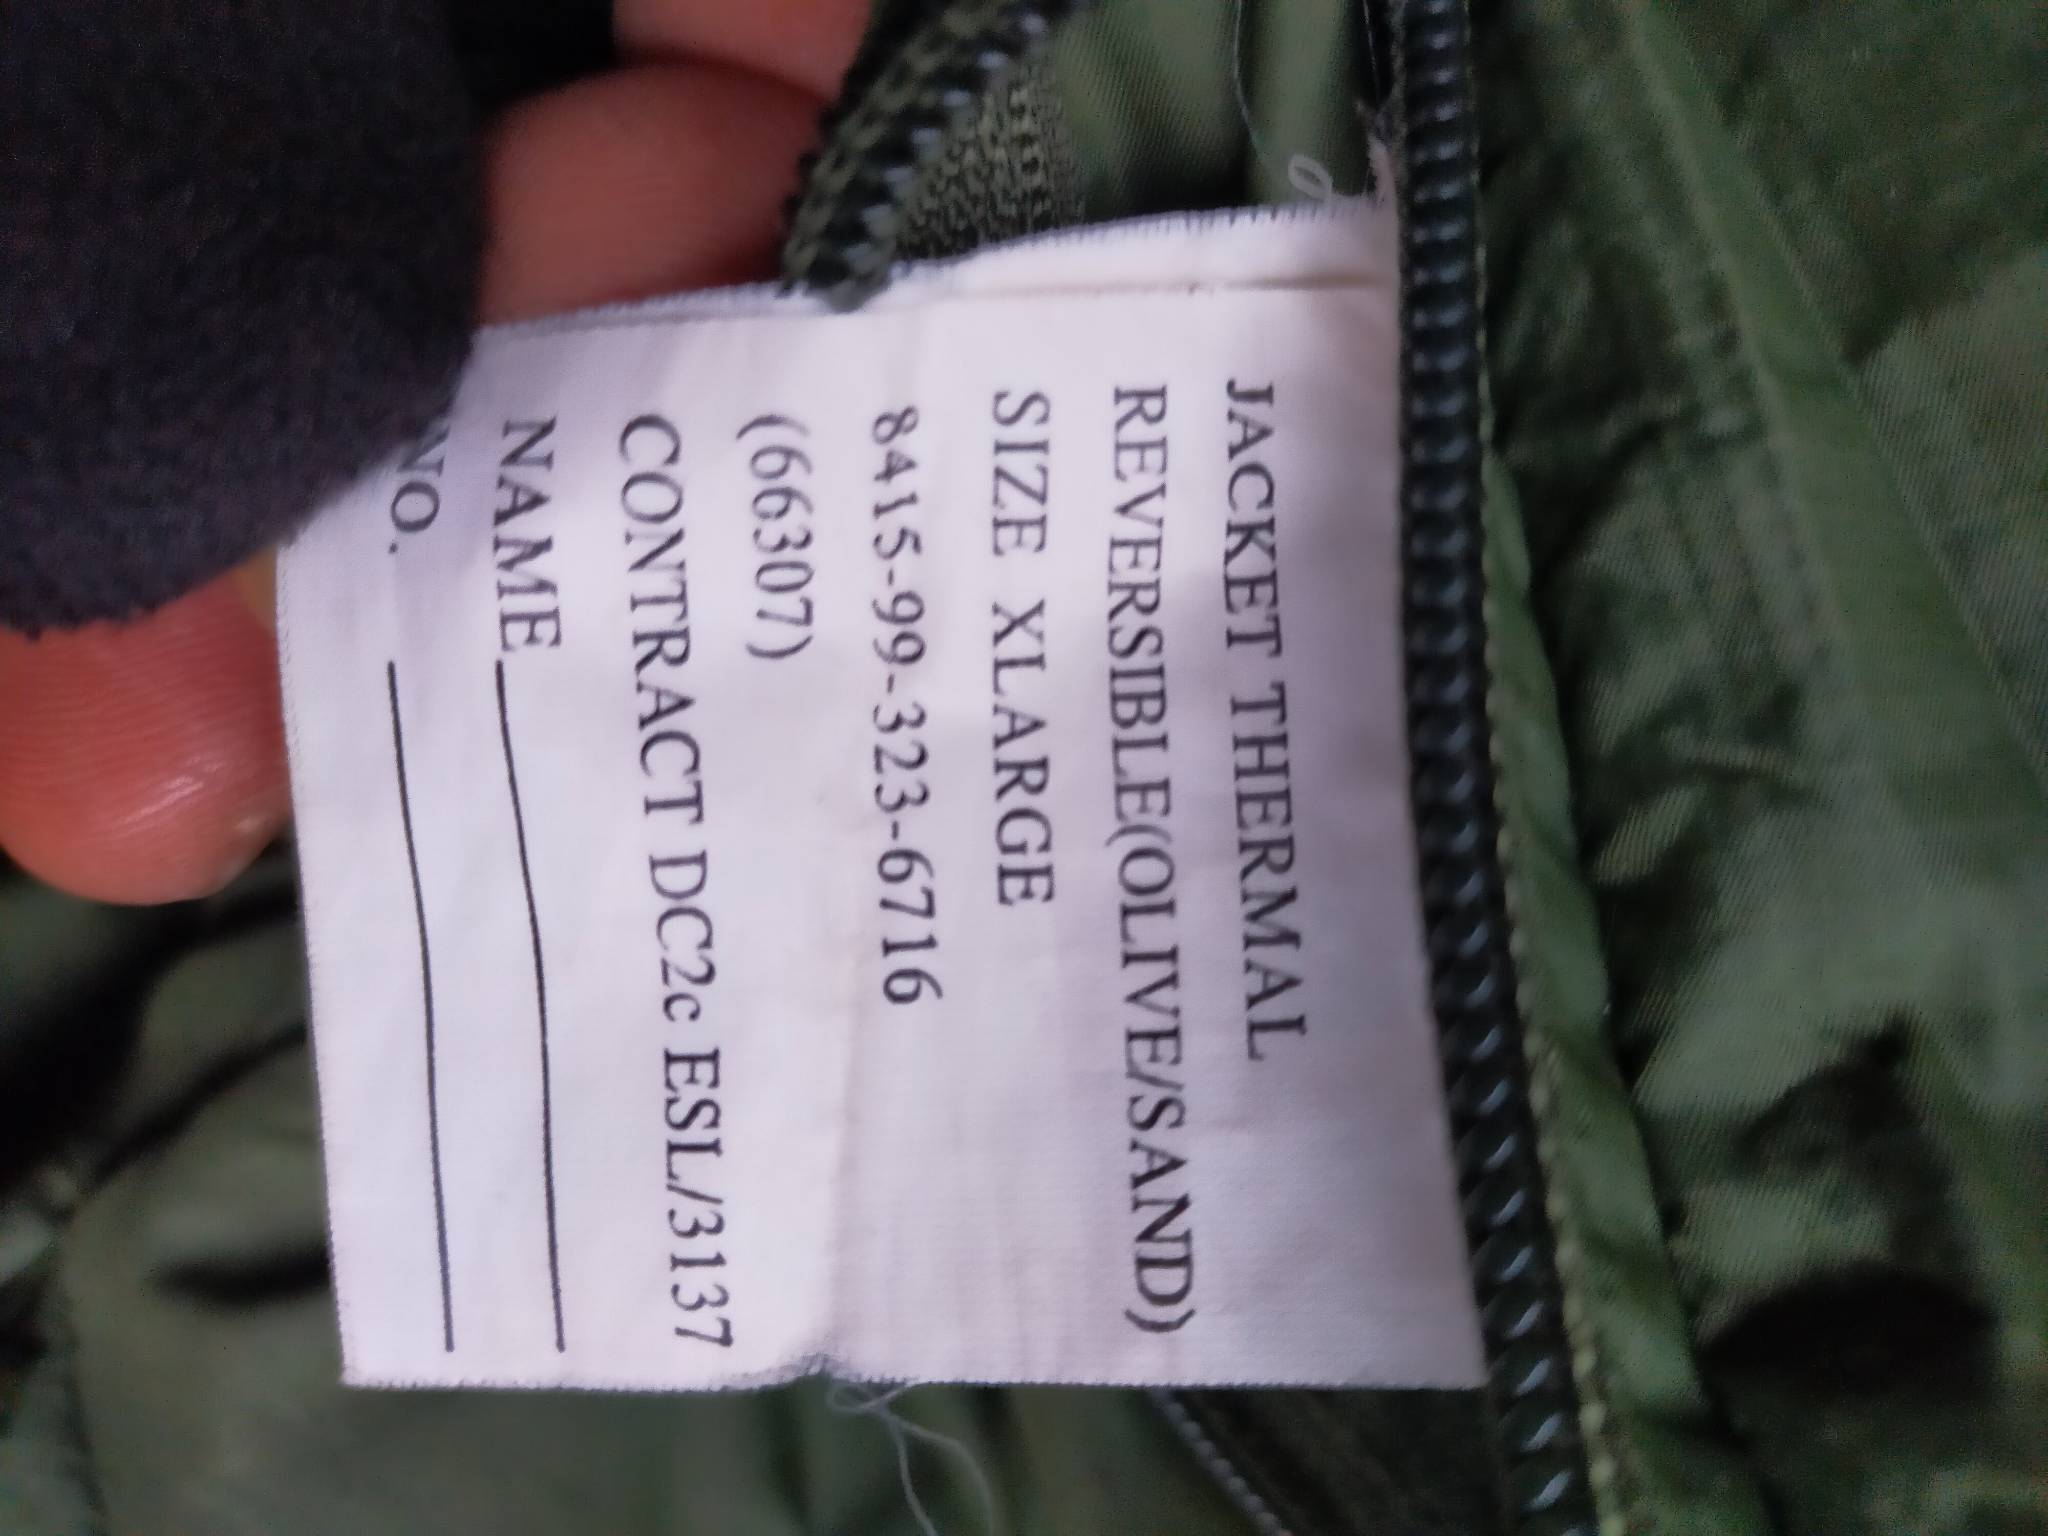 JACKET THERMAL
REVERSIBLE(OLIVE/SAND)
SIZE XLARGE
8415-99-323-6716
(66307)
CONTRACT DC2c ESL/3137
NAME
NO.